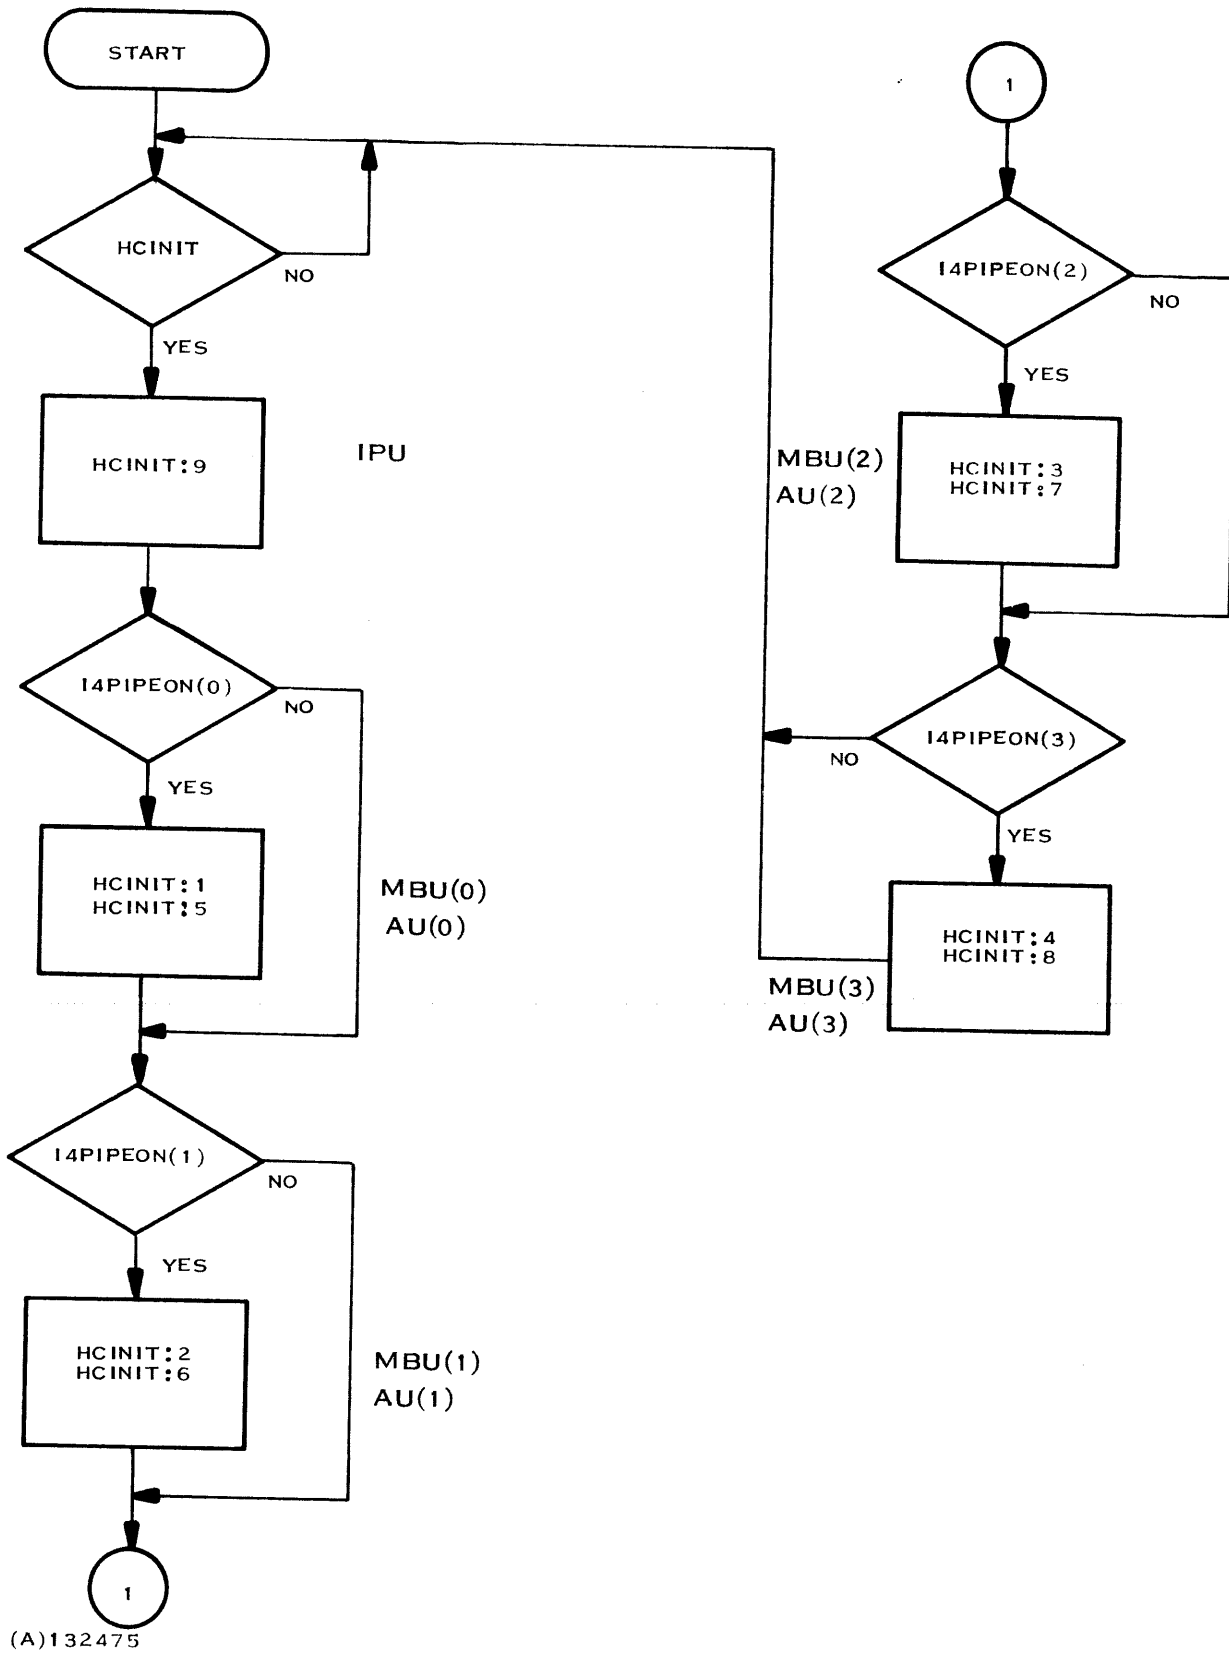 START
HCINIT
NO
YES
HCINIT:9
IPU
I4PIPEON(0)
NO
YES
HCINIT:1
HCINIT:5
MBU(0)
AU(0)
I4PIPEON(1)
NO
YES
HCINIT:2
HCINIT:6
MBU(1)
AU(1)
1
(A)132475
1
I4PIPEON(2)
NO
YES
MBU(2)
AU(2)
HCINIT:3
HCINIT:7
I4PIPEON(3)
NO
YES
HCINIT:4
HCINIT:8
MBU(3)
AU(3)